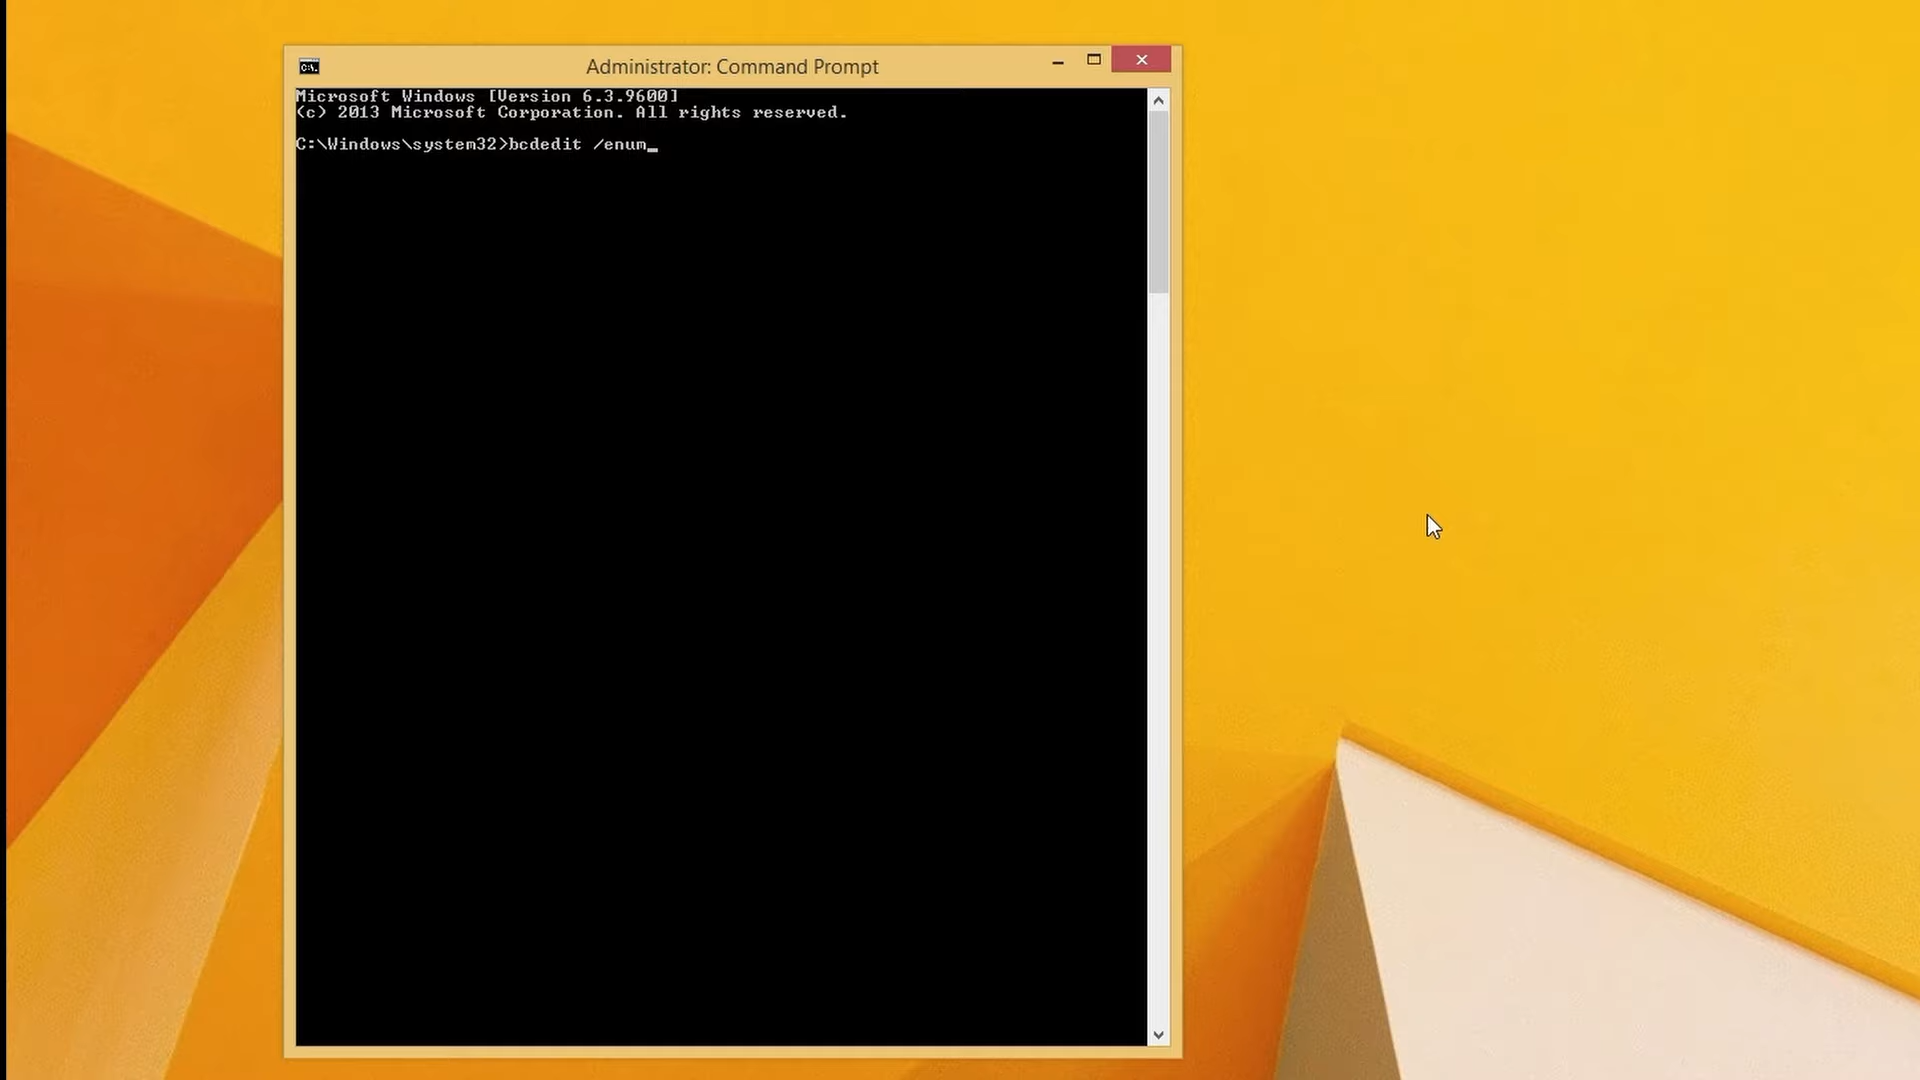 Administrator: Command Prompt
Microsoft Windows [Version 6.3.9600]
(c) 2013 Microsoft Corporation. All rights reserved.
C:\Windows\system32>bcdedit /enum_